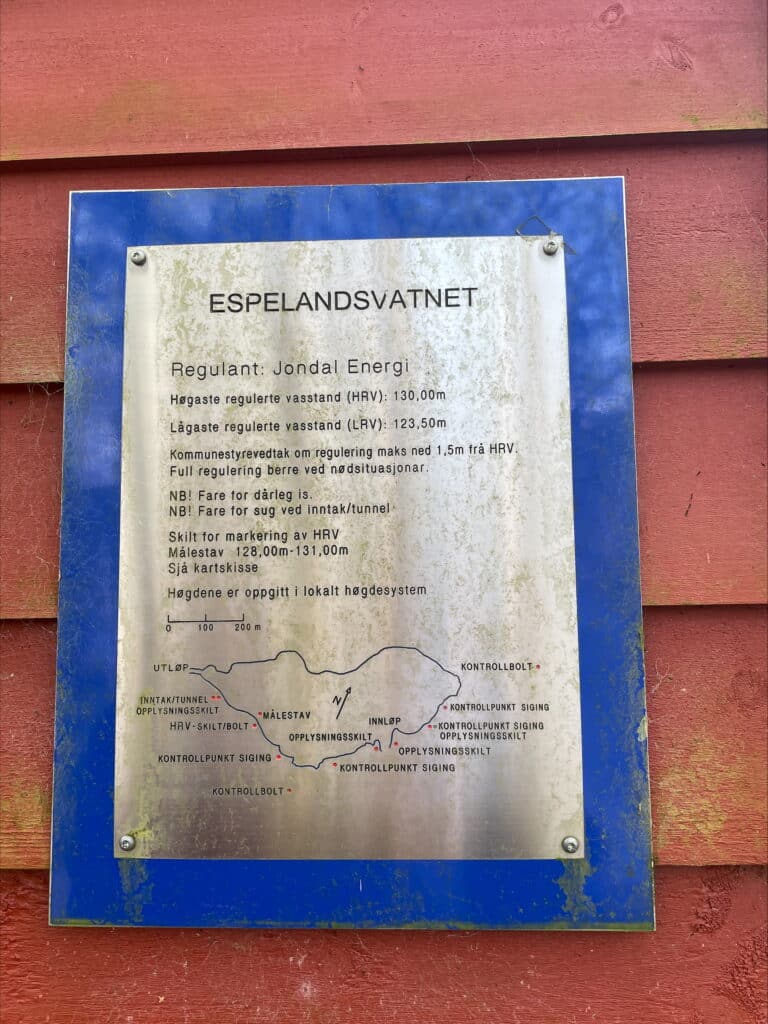 ESPELANDSVATNET
Regulant: Jondal Energi
Høgaste regulerte vasstand (HRV): 130,00m
Lågaste regulerte vasstand (LRV): 123,50m
Kommunestyrevedtak om regulering maks ned 1,5m frå HRV.
Full regulering berre ved nødsituasjonar.
NB! Fare for dårleg is.
NB! Fare for sug ved inntak/tunnel
Skilt for markering av HRV
Målestav 128,00m-131,00m
Sjå kartskisse
Høgdene er oppgitt i lokalt høgdesystem
0 100 200 m
UTLØP
KONTROLLBOLT
INNTAK/TUNNEL
OPPLYSNINGSSKILT
N
KONTROLLPUNKT SIGING
MÅLESTAV
HRV-SKILT/BOLT
INNLØP
KONTROLLPUNKT SIGING
OPPLYSNINGSSKILT
OPPLYSNINGSSKILT
OPPLYSNINGSSKILT
KONTROLLPUNKT SIGING
KONTROLLPUNKT SIGING
KONTROLLBOLT